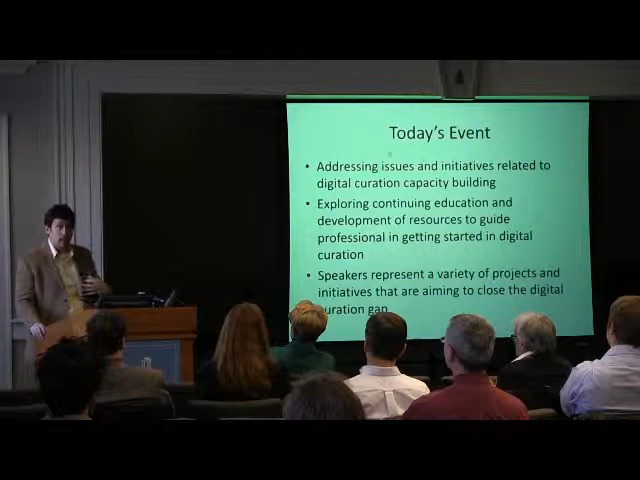 Today's Event
• Addressing issues and initiatives related to
digital curation capacity building
• Exploring continuing education and
development of resources to guide
professional in getting started in digital
curation
• Speakers represent a variety of projects and
initiatives that are aiming to close the digital
curation gap